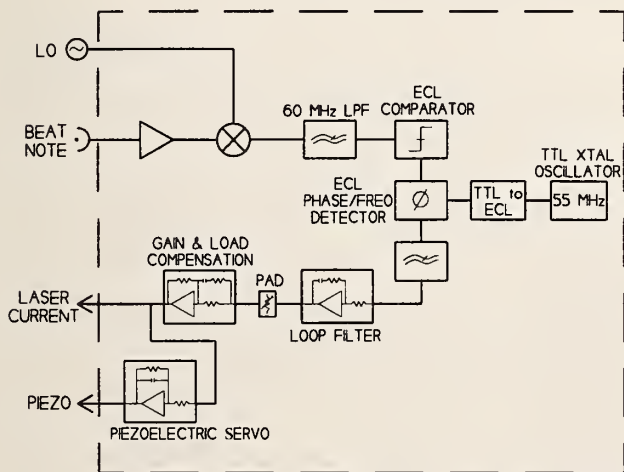 LO
BEAT
NOTE
60 MHz LPF
ECL
COMPARATOR
TTL XTAL
OSCILLATOR
ECL
PHASE/FREQ
DETECTOR
Ø
TTL to
ECL
55 MHz
GAIN & LOAD
COMPENSATION
PAD
LASER
CURRENT
LOOP FILTER
PIEZO
PIEZOELECTRIC SERVO